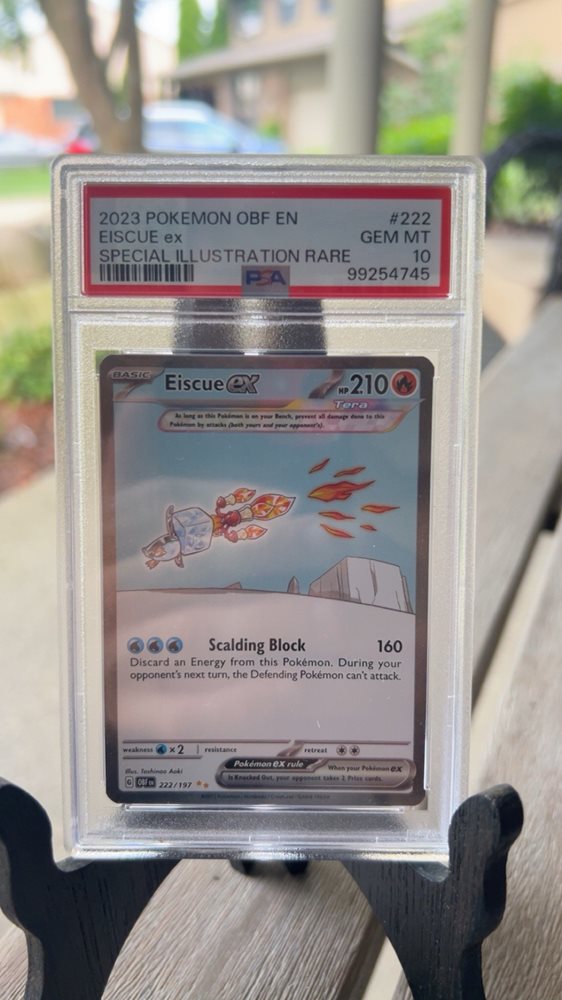 2023 POKEMON OBF EN #222
EISCUE ex GEM MT
SPECIAL ILLUSTRATION RARE 10
PSA 99254745
BASIC Eiscue ex HP 210
Tera
As long as this Pokémon is on your Bench, prevent all damage done to this
Pokémon by attacks (both yours and your opponent's).
Scalding Block 160
Discard an Energy from this Pokémon. During your
opponent's next turn, the Defending Pokémon can't attack.
weakness ×2 resistance retreat
Pokémon ex rule When your Pokémon ex
is Knocked Out, your opponent takes 2 Prize cards.
Illus. Toshinao Aoki
G OBF EN 222/197